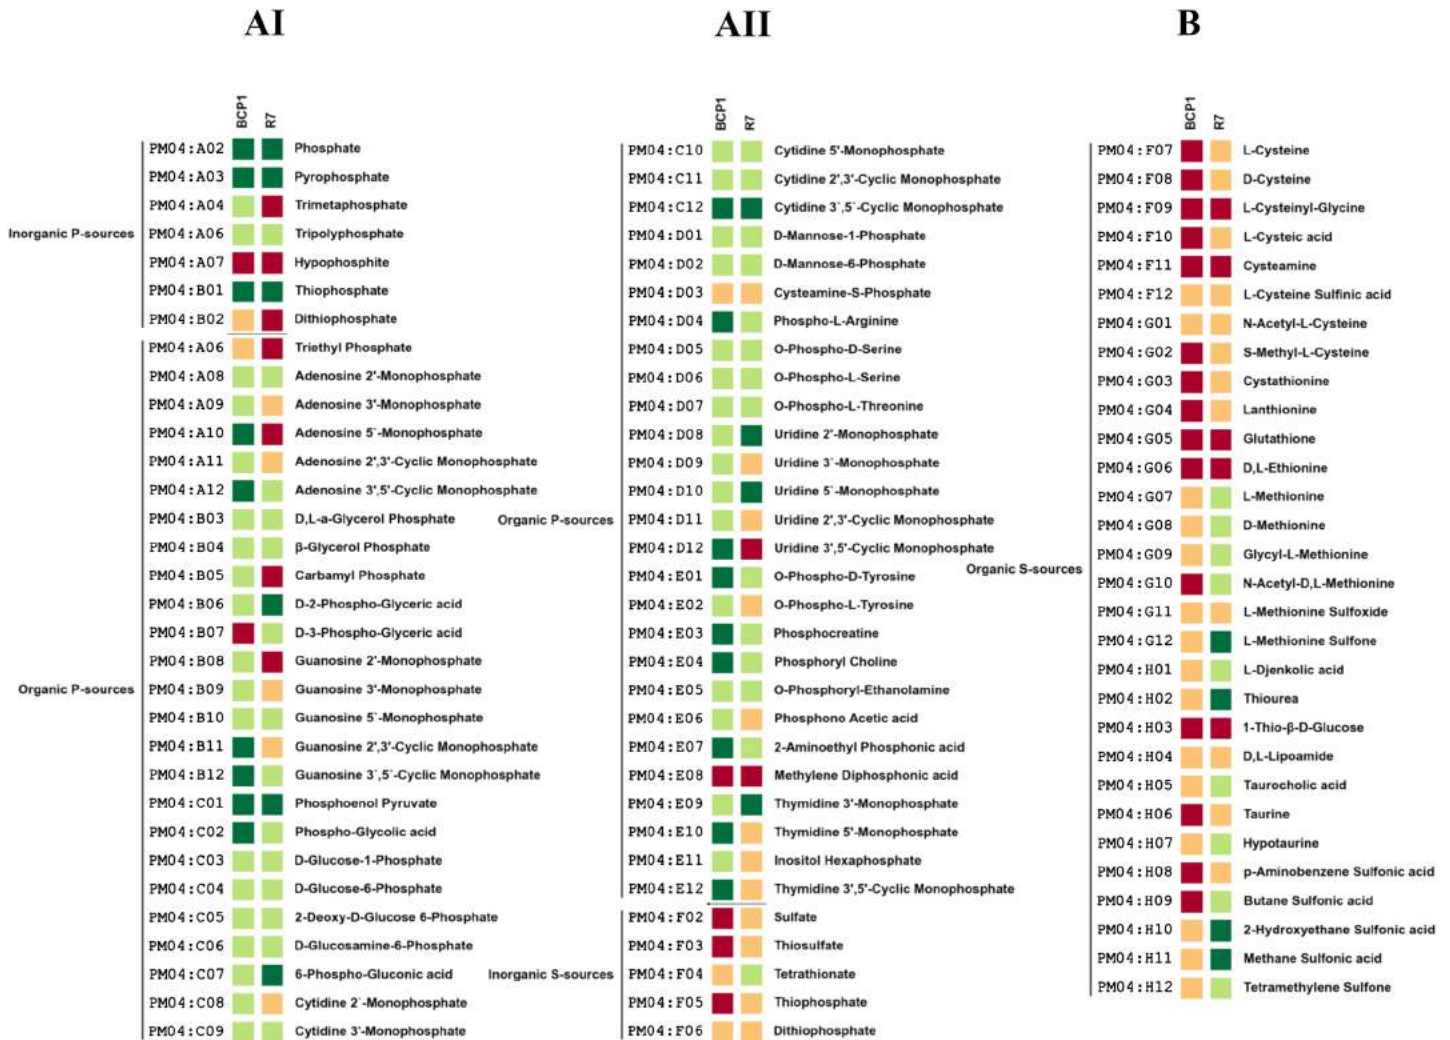 AI
BCP1 R7
Inorganic P-sources
PM04:A02 Phosphate
PM04:A03 Pyrophosphate
PM04:A04 Trimetaphosphate
PM04:A06 Tripolyphosphate
PM04:A07 Hypophosphite
PM04:B01 Thiophosphate
PM04:B02 Dithiophosphate
Organic P-sources
PM04:A06 Triethyl Phosphate
PM04:A08 Adenosine 2'-Monophosphate
PM04:A09 Adenosine 3'-Monophosphate
PM04:A10 Adenosine 5`-Monophosphate
PM04:A11 Adenosine 2',3'-Cyclic Monophosphate
PM04:A12 Adenosine 3',5'-Cyclic Monophosphate
PM04:B03 D,L-a-Glycerol Phosphate
PM04:B04 β-Glycerol Phosphate
PM04:B05 Carbamyl Phosphate
PM04:B06 D-2-Phospho-Glyceric acid
PM04:B07 D-3-Phospho-Glyceric acid
PM04:B08 Guanosine 2'-Monophosphate
PM04:B09 Guanosine 3'-Monophosphate
PM04:B10 Guanosine 5`-Monophosphate
PM04:B11 Guanosine 2',3'-Cyclic Monophosphate
PM04:B12 Guanosine 3`,5`-Cyclic Monophosphate
PM04:C01 Phosphoenol Pyruvate
PM04:C02 Phospho-Glycolic acid
PM04:C03 D-Glucose-1-Phosphate
PM04:C04 D-Glucose-6-Phosphate
PM04:C05 2-Deoxy-D-Glucose 6-Phosphate
PM04:C06 D-Glucosamine-6-Phosphate
PM04:C07 6-Phospho-Gluconic acid
PM04:C08 Cytidine 2`-Monophosphate
PM04:C09 Cytidine 3'-Monophosphate
AII
BCP1 R7
Organic P-sources
PM04:C10 Cytidine 5'-Monophosphate
PM04:C11 Cytidine 2',3'-Cyclic Monophosphate
PM04:C12 Cytidine 3`,5`-Cyclic Monophosphate
PM04:D01 D-Mannose-1-Phosphate
PM04:D02 D-Mannose-6-Phosphate
PM04:D03 Cysteamine-S-Phosphate
PM04:D04 Phospho-L-Arginine
PM04:D05 O-Phospho-D-Serine
PM04:D06 O-Phospho-L-Serine
PM04:D07 O-Phospho-L-Threonine
PM04:D08 Uridine 2'-Monophosphate
PM04:D09 Uridine 3`-Monophosphate
PM04:D10 Uridine 5`-Monophosphate
PM04:D11 Uridine 2',3'-Cyclic Monophosphate
PM04:D12 Uridine 3',5'-Cyclic Monophosphate
PM04:E01 O-Phospho-D-Tyrosine
PM04:E02 O-Phospho-L-Tyrosine
PM04:E03 Phosphocreatine
PM04:E04 Phosphoryl Choline
PM04:E05 O-Phosphoryl-Ethanolamine
PM04:E06 Phosphono Acetic acid
PM04:E07 2-Aminoethyl Phosphonic acid
PM04:E08 Methylene Diphosphonic acid
PM04:E09 Thymidine 3'-Monophosphate
PM04:E10 Thymidine 5'-Monophosphate
PM04:E11 Inositol Hexaphosphate
PM04:E12 Thymidine 3',5'-Cyclic Monophosphate
Inorganic S-sources
PM04:F02 Sulfate
PM04:F03 Thiosulfate
PM04:F04 Tetrathionate
PM04:F05 Thiophosphate
PM04:F06 Dithiophosphate
B
BCP1 R7
Organic S-sources
PM04:F07 L-Cysteine
PM04:F08 D-Cysteine
PM04:F09 L-Cysteinyl-Glycine
PM04:F10 L-Cysteic acid
PM04:F11 Cysteamine
PM04:F12 L-Cysteine Sulfinic acid
PM04:G01 N-Acetyl-L-Cysteine
PM04:G02 S-Methyl-L-Cysteine
PM04:G03 Cystathionine
PM04:G04 Lanthionine
PM04:G05 Glutathione
PM04:G06 D,L-Ethionine
PM04:G07 L-Methionine
PM04:G08 D-Methionine
PM04:G09 Glycyl-L-Methionine
PM04:G10 N-Acetyl-D,L-Methionine
PM04:G11 L-Methionine Sulfoxide
PM04:G12 L-Methionine Sulfone
PM04:H01 L-Djenkolic acid
PM04:H02 Thiourea
PM04:H03 1-Thio-β-D-Glucose
PM04:H04 D,L-Lipoamide
PM04:H05 Taurocholic acid
PM04:H06 Taurine
PM04:H07 Hypotaurine
PM04:H08 p-Aminobenzene Sulfonic acid
PM04:H09 Butane Sulfonic acid
PM04:H10 2-Hydroxyethane Sulfonic acid
PM04:H11 Methane Sulfonic acid
PM04:H12 Tetramethylene Sulfone